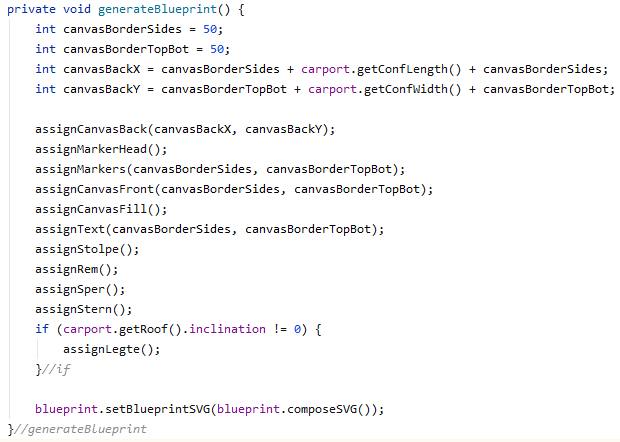 private void generateBlueprint() {
int canvasBorderSides = 50;
int canvasBorderTopBot = 50;
int canvasBackX = canvasBorderSides + carport.getConfLength() + canvasBorderSides;
int canvasBackY = canvasBorderTopBot + carport.getConfWidth() + canvasBorderTopBot;
assignCanvasBack(canvasBackX, canvasBackY);
assignMarkerHead();
assignMarkers(canvasBorderSides, canvasBorderTopBot);
assignCanvasFront(canvasBorderSides, canvasBorderTopBot);
assignCanvasFill();
assignText(canvasBorderSides, canvasBorderTopBot);
assignStolpe();
assignRem();
assignSper();
assignStern();
if (carport.getRoof().inclination != 0) {
assignLegte();
}//if
blueprint.setBlueprintSVG(blueprint.composeSVG());
}//generateBlueprint